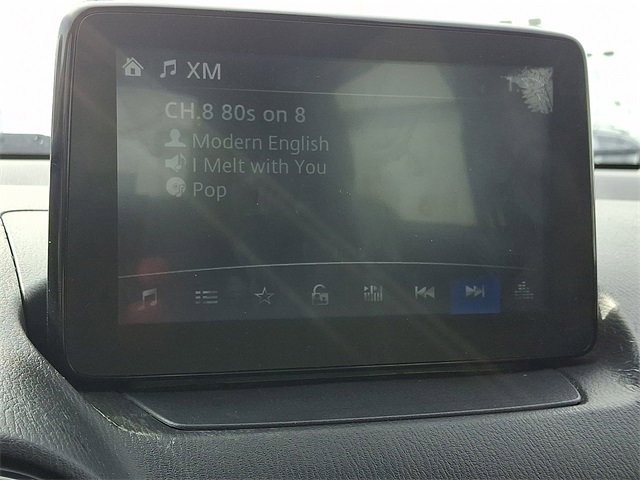 XM
CH.8 80s on 8
Modern English
I Melt with You
Pop